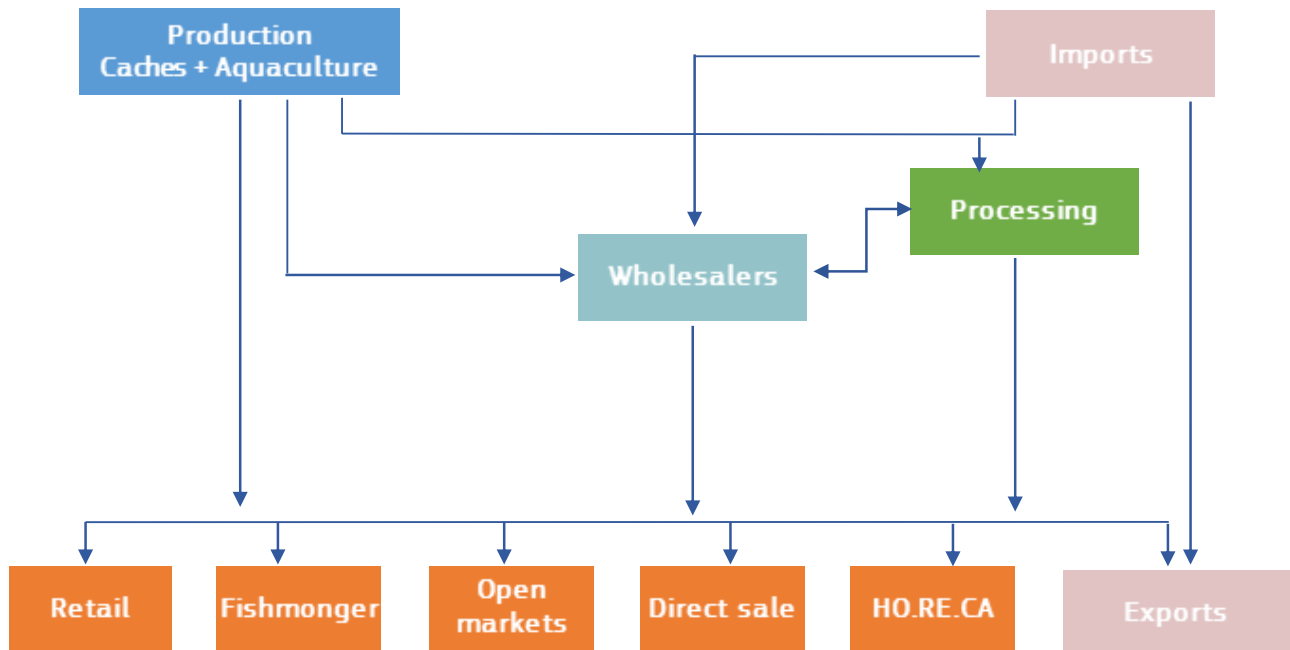 Production
Caches + Aquaculture
Imports
Processing
Wholesalers
Retail
Fishmonger
Open
markets
Direct sale
HO.RE.CA
Exports